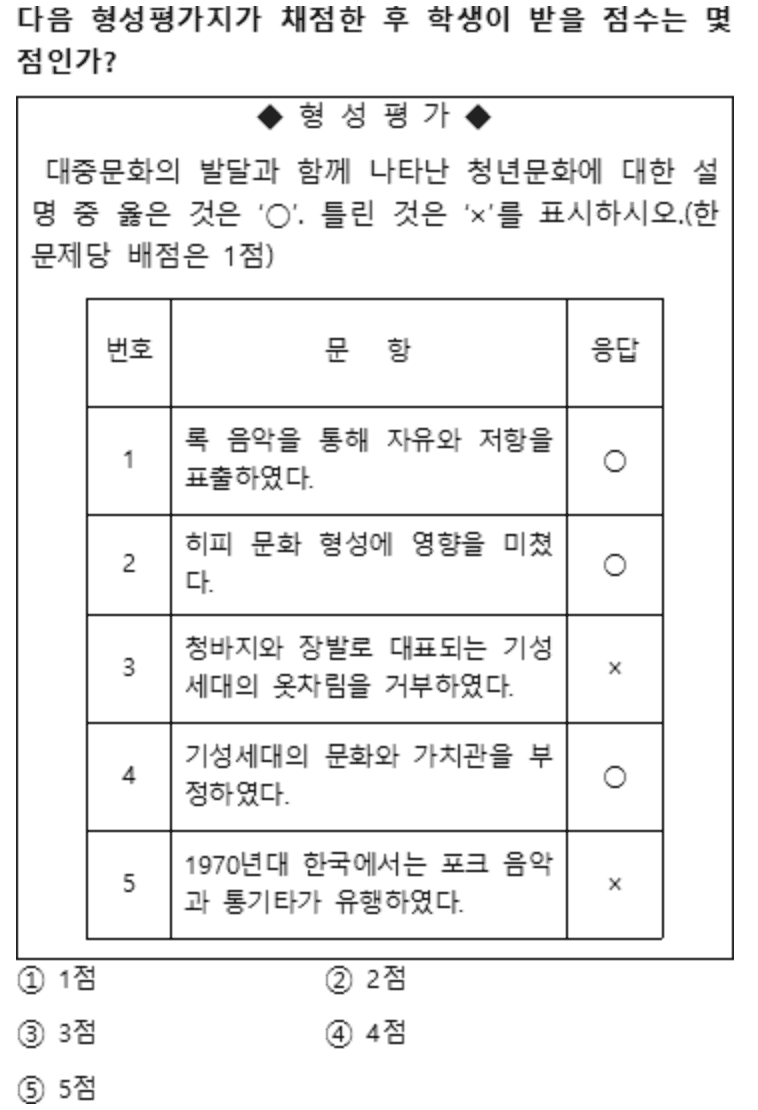 다음 형성평가지가 채점한 후 학생이 받을 점수는 몇
점인가?
◆ 형 성 평 가 ◆
대중문화의 발달과 함께 나타난 청년문화에 대한 설
명 중 옳은 것은 '○'. 틀린 것은 '×'를 표시하시오.(한
문제당 배점은 1점)
번호 문 항 응답
1 록 음악을 통해 자유와 저항을 ○
표출하였다.
2 히피 문화 형성에 영향을 미쳤 ○
다.
3 청바지와 장발로 대표되는 기성 ×
세대의 옷차림을 거부하였다.
4 기성세대의 문화와 가치관을 부 ○
정하였다.
5 1970년대 한국에서는 포크 음악 ×
과 통기타가 유행하였다.
① 1점 ② 2점
③ 3점 ④ 4점
⑤ 5점